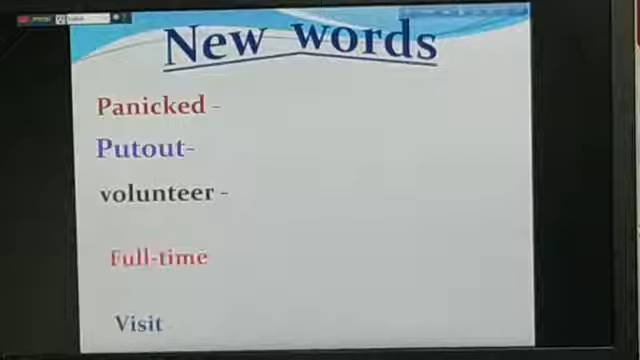 New words
Panicked -
Putout-
volunteer -
Full-time
Visit